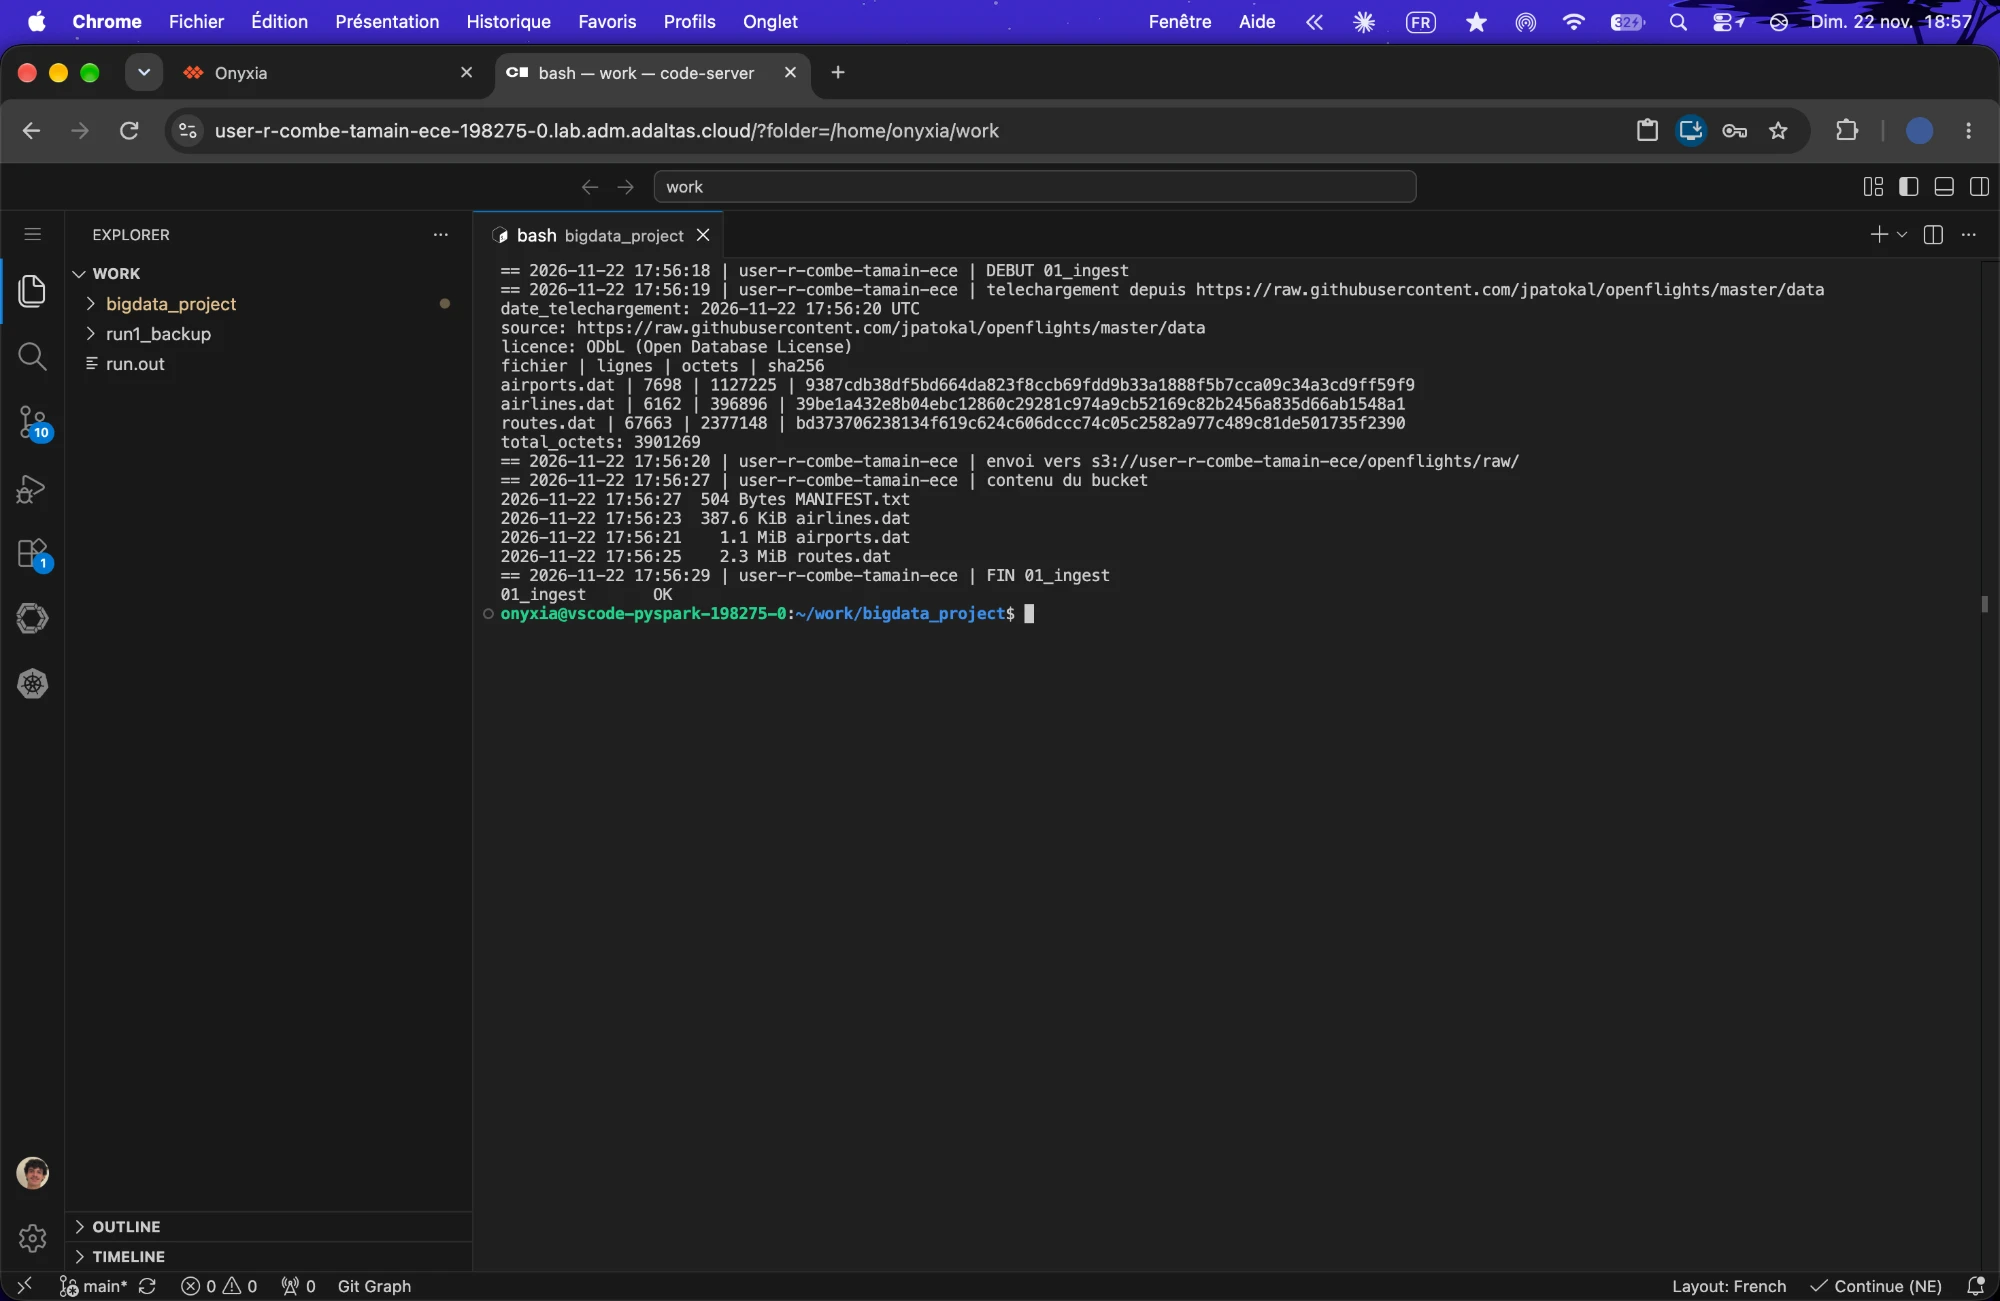 Chrome Fichier Édition Présentation Historique Favoris Profils Onglet Fenêtre Aide FR 32 Dim. 22 nov. 18:57
Onyxia
bash — work — code-server
user-r-combe-tamain-ece-198275-0.lab.adm.adaltas.cloud/?folder=/home/onyxia/work
work
EXPLORER
bash bigdata_project
WORK
bigdata_project
run1_backup
run.out
10
1
== 2026-11-22 17:56:18 | user-r-combe-tamain-ece | DEBUT 01_ingest
== 2026-11-22 17:56:19 | user-r-combe-tamain-ece | telechargement depuis https://raw.githubusercontent.com/jpatokal/openflights/master/data
date_telechargement: 2026-11-22 17:56:20 UTC
source: https://raw.githubusercontent.com/jpatokal/openflights/master/data
licence: ODbL (Open Database License)
fichier | lignes | octets | sha256
airports.dat | 7698 | 1127225 | 9387cdb38df5bd664da823f8ccb69fdd9b33a1888f5b7cca09c34a3cd9ff59f9
airlines.dat | 6162 | 396896 | 39be1a432e8b04ebc12860c29281c974a9cb52169c82b2456a835d66ab1548a1
routes.dat | 67663 | 2377148 | bd373706238134f619c624c606dccc74c05c2582a977c489c81de501735f2390
total_octets: 3901269
== 2026-11-22 17:56:20 | user-r-combe-tamain-ece | envoi vers s3://user-r-combe-tamain-ece/openflights/raw/
== 2026-11-22 17:56:27 | user-r-combe-tamain-ece | contenu du bucket
2026-11-22 17:56:27 504 Bytes MANIFEST.txt
2026-11-22 17:56:23 387.6 KiB airlines.dat
2026-11-22 17:56:21 1.1 MiB airports.dat
2026-11-22 17:56:25 2.3 MiB routes.dat
== 2026-11-22 17:56:29 | user-r-combe-tamain-ece | FIN 01_ingest
01_ingest OK
onyxia@vscode-pyspark-198275-0:~/work/bigdata_project$
OUTLINE
TIMELINE
main* 0 0 0 Git Graph Layout: French Continue (NE)